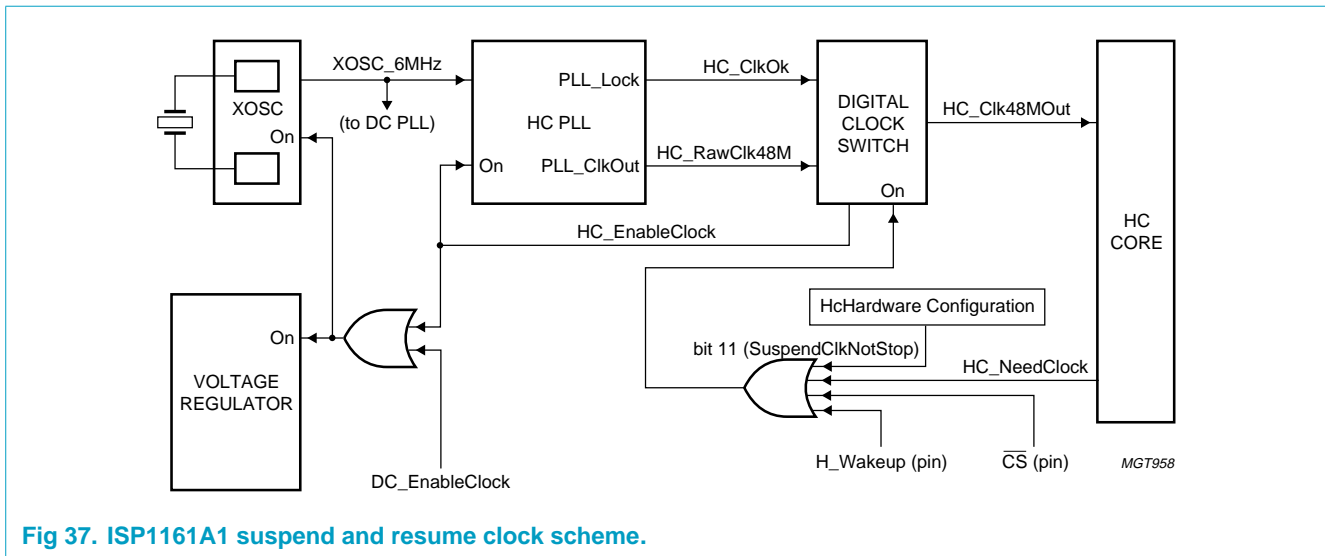 XOSC
On
XOSC_6MHz
(to DC PLL)
PLL_Lock
HC PLL
On
PLL_ClkOut
HC_ClkOk
HC_RawClk48M
DIGITAL
CLOCK
SWITCH
On
HC_Clk48MOut
HC
CORE
HC_EnableClock
HcHardware Configuration
bit 11 (SuspendClkNotStop)
HC_NeedClock
On
VOLTAGE
REGULATOR
DC_EnableClock
H_Wakeup (pin)
C̅S̅ (pin)
MGT958
Fig 37. ISP1161A1 suspend and resume clock scheme.